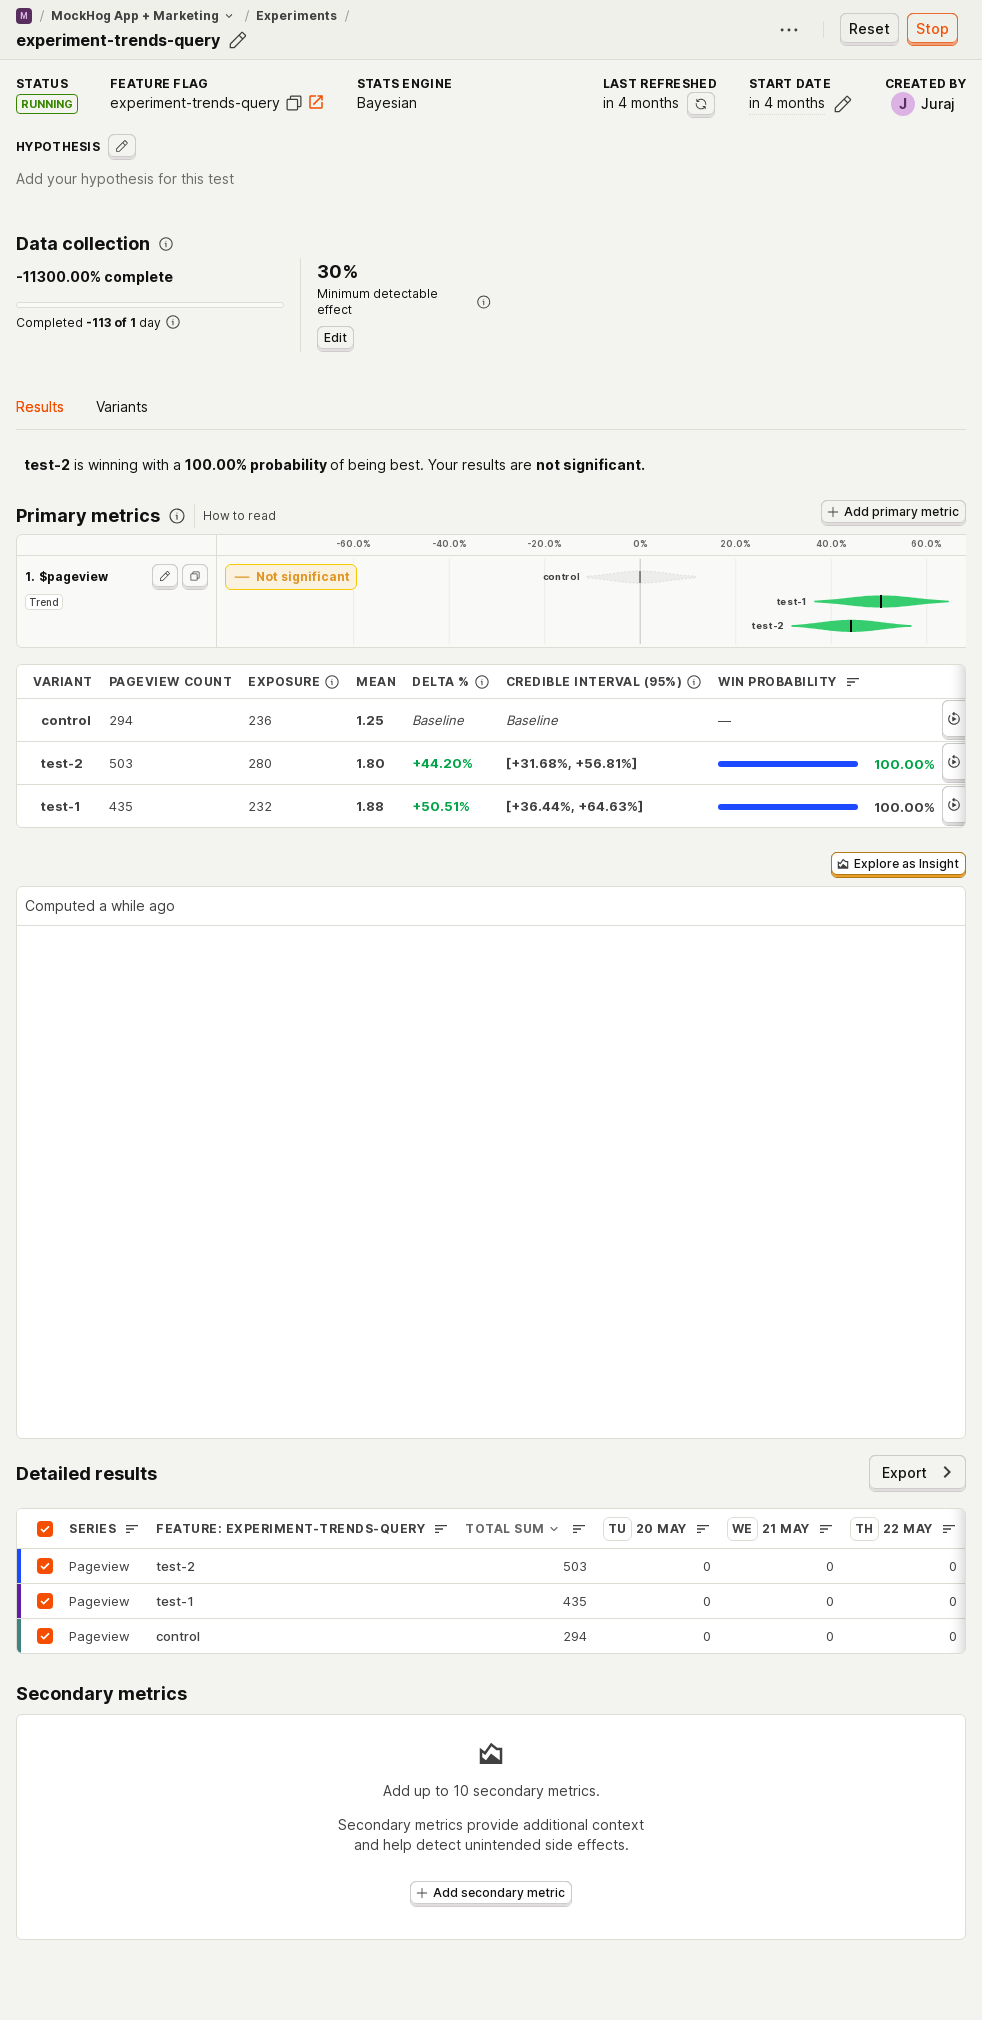 M / MockHog App + Marketing / Experiments /
experiment-trends-query
Reset
Stop
STATUS
RUNNING
FEATURE FLAG
experiment-trends-query
STATS ENGINE
Bayesian
LAST REFRESHED
in 4 months
START DATE
in 4 months
CREATED BY
J Juraj
HYPOTHESIS
Add your hypothesis for this test
Data collection
-11300.00% complete
Completed -113 of 1 day
30%
Minimum detectable
effect
Edit
Results Variants
test-2 is winning with a 100.00% probability of being best. Your results are not significant.
Primary metrics How to read
Add primary metric
-60.0% -40.0% -20.0% 0% 20.0% 40.0% 60.0%
1. $pageview
Trend
— Not significant
control
test-1
test-2
VARIANT PAGEVIEW COUNT EXPOSURE MEAN DELTA % CREDIBLE INTERVAL (95%) WIN PROBABILITY
control 294 236 1.25 Baseline Baseline —
test-2 503 280 1.80 +44.20% [+31.68%, +56.81%] 100.00%
test-1 435 232 1.88 +50.51% [+36.44%, +64.63%] 100.00%
Explore as Insight
Computed a while ago
Detailed results
Export
SERIES FEATURE: EXPERIMENT-TRENDS-QUERY TOTAL SUM TU 20 MAY WE 21 MAY TH 22 MAY
Pageview test-2 503 0 0 0
Pageview test-1 435 0 0 0
Pageview control 294 0 0 0
Secondary metrics
Add up to 10 secondary metrics.
Secondary metrics provide additional context
and help detect unintended side effects.
Add secondary metric